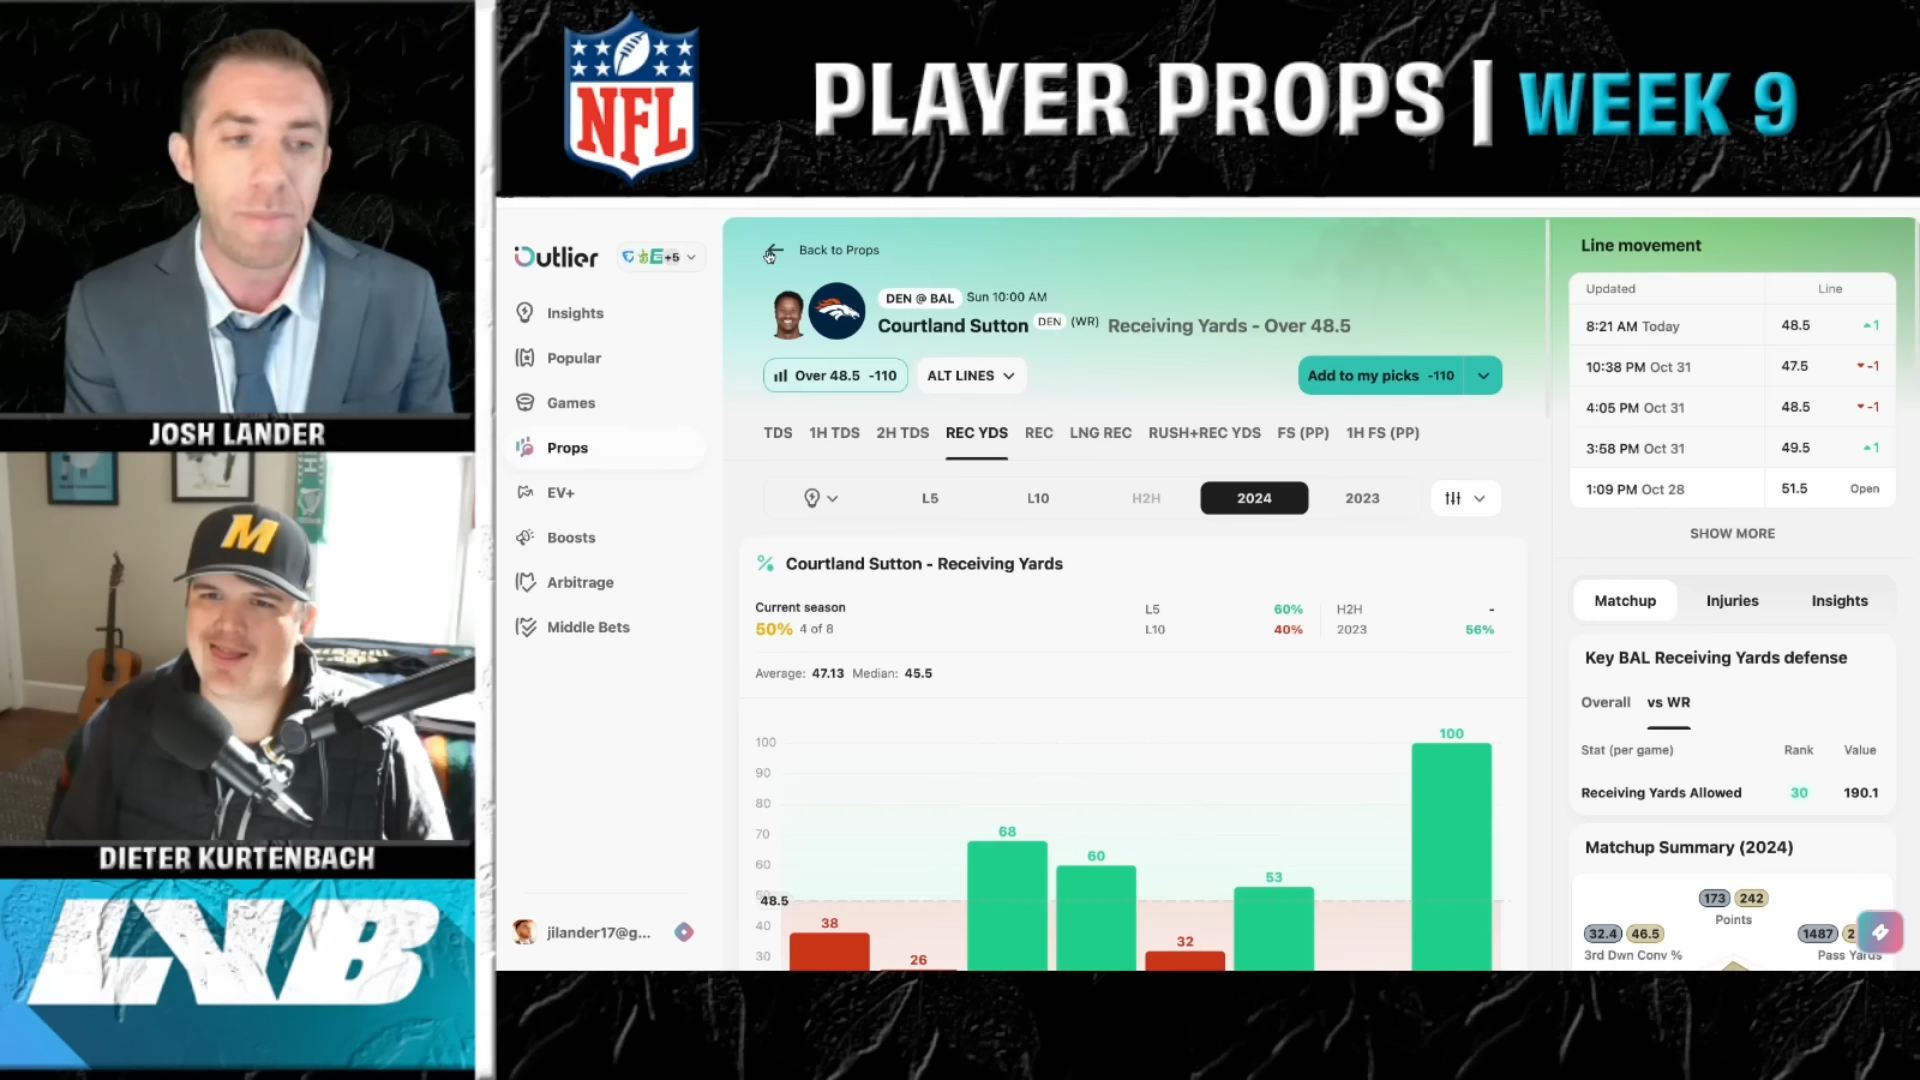 NFL
PLAYER PROPS | WEEK 9
JOSH LANDER
M
DIETER KURTENBACH
LVB
Outlier
+5
Insights
Popular
Games
Props
EV+
Boosts
Arbitrage
Middle Bets
jilander17@g...
Back to Props
DEN @ BAL Sun 10:00 AM
Courtland Sutton DEN (WR) Receiving Yards - Over 48.5
Over 48.5 -110 ALT LINES Add to my picks -110
TDS 1H TDS 2H TDS REC YDS REC LNG REC RUSH+REC YDS FS (PP) 1H FS (PP)
L5 L10 H2H 2024 2023
Courtland Sutton - Receiving Yards
Current season
50% 4 of 8
L5 60% H2H -
L10 40% 2023 56%
Average: 47.13 Median: 45.5
100
90
80
70
60
50
48.5
40
30
38
26
68
60
32
53
100
Line movement
Updated Line
8:21 AM Today 48.5 1
10:38 PM Oct 31 47.5 -1
4:05 PM Oct 31 48.5 -1
3:58 PM Oct 31 49.5 1
1:09 PM Oct 28 51.5 Open
SHOW MORE
Matchup Injuries Insights
Key BAL Receiving Yards defense
Overall vs WR
Stat (per game) Rank Value
Receiving Yards Allowed 30 190.1
Matchup Summary (2024)
173 242
Points
32.4 46.5
3rd Dwn Conv %
1487 2
Pass Yards